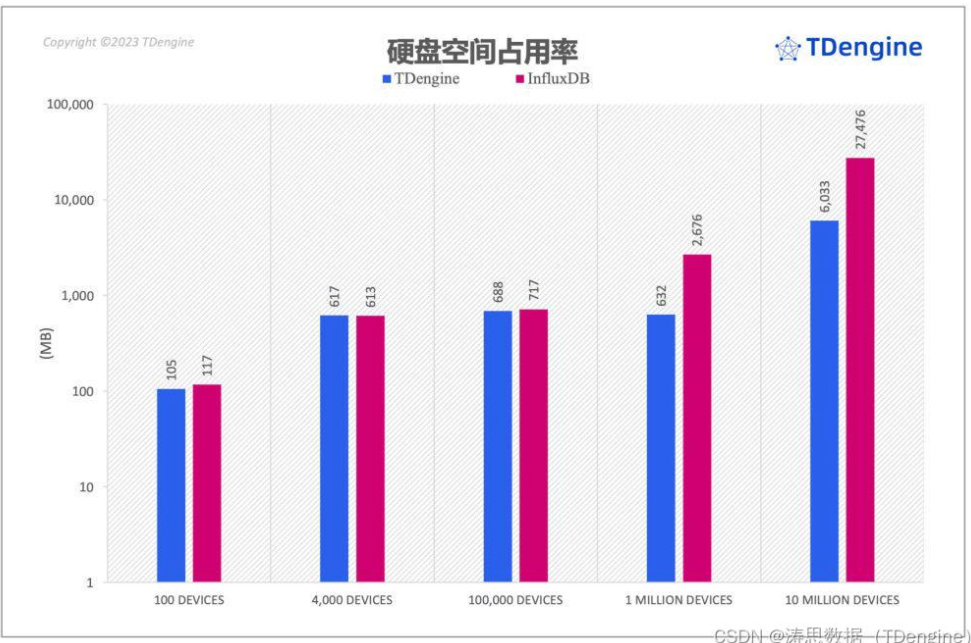 Copyright ©2023 TDengine
硬盘空间占用率
TDengine
TDengine InfluxDB
100,000
10,000
1,000
100
10
1
(MB)
105 117
617 613
688 717
632 2,676
6,033 27,476
100 DEVICES 4,000 DEVICES 100,000 DEVICES 1 MILLION DEVICES 10 MILLION DEVICES
CSDN @涛思数据（TDengine）